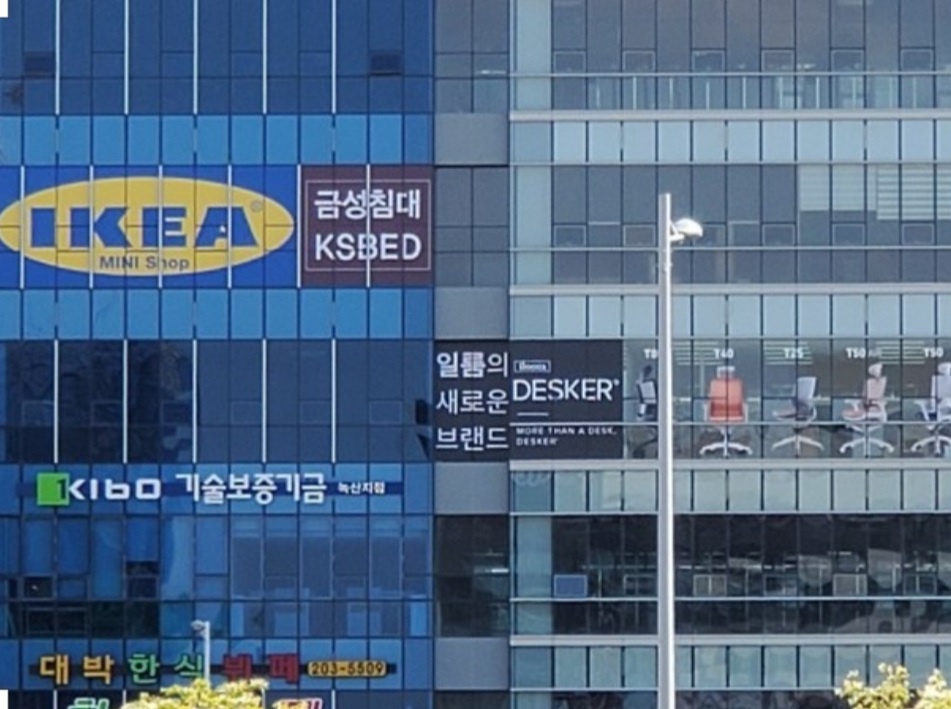 IKEA®
MINI Shop
금성침대
KSBED
일룸의
새로운
브랜드
DESKER®
MORE THAN A DESK,
DESKER®
T40
T25
T50
T50
1 KIBO 기술보증기금 녹산지점
대박한식뷔페 203-5509